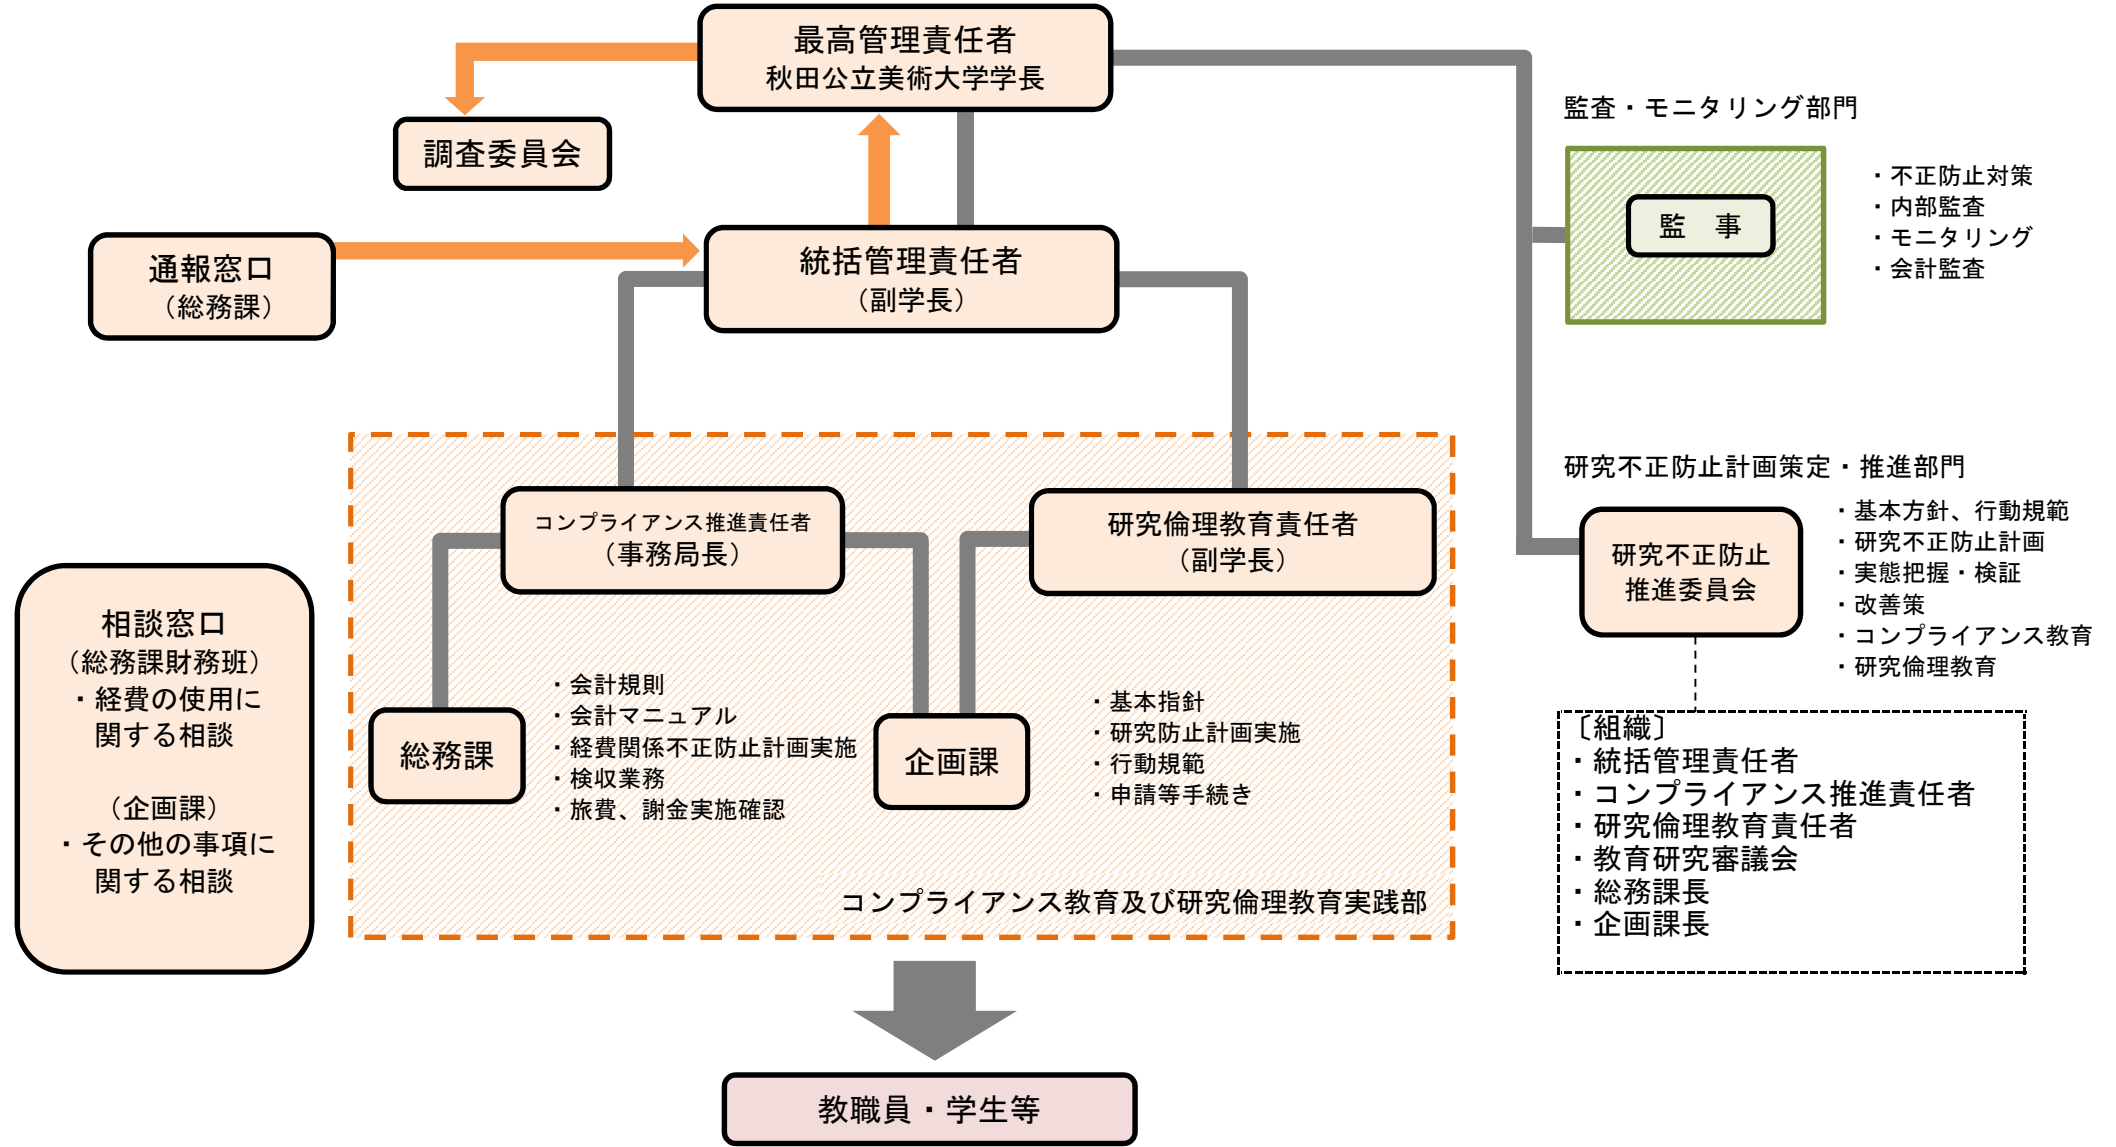 最高管理責任者
秋田公立美術大学学長
調査委員会
通報窓口
（総務課）
統括管理責任者
（副学長）
監査・モニタリング部門
監　事
・不正防止対策
・内部監査
・モニタリング
・会計監査
コンプライアンス推進責任者
（事務局長）
研究倫理教育責任者
（副学長）
研究不正防止計画策定・推進部門
研究不正防止
推進委員会
・基本方針、行動規範
・研究不正防止計画
・実態把握・検証
・改善策
・コンプライアンス教育
・研究倫理教育
相談窓口
（総務課財務班）
・経費の使用に
関する相談
（企画課）
・その他の事項に
関する相談
総務課
・会計規則
・会計マニュアル
・経費関係不正防止計画実施
・検収業務
・旅費、謝金実施確認
企画課
・基本指針
・研究防止計画実施
・行動規範
・申請等手続き
コンプライアンス教育及び研究倫理教育実践部
〔組織〕
・統括管理責任者
・コンプライアンス推進責任者
・研究倫理教育責任者
・教育研究審議会
・総務課長
・企画課長
教職員・学生等